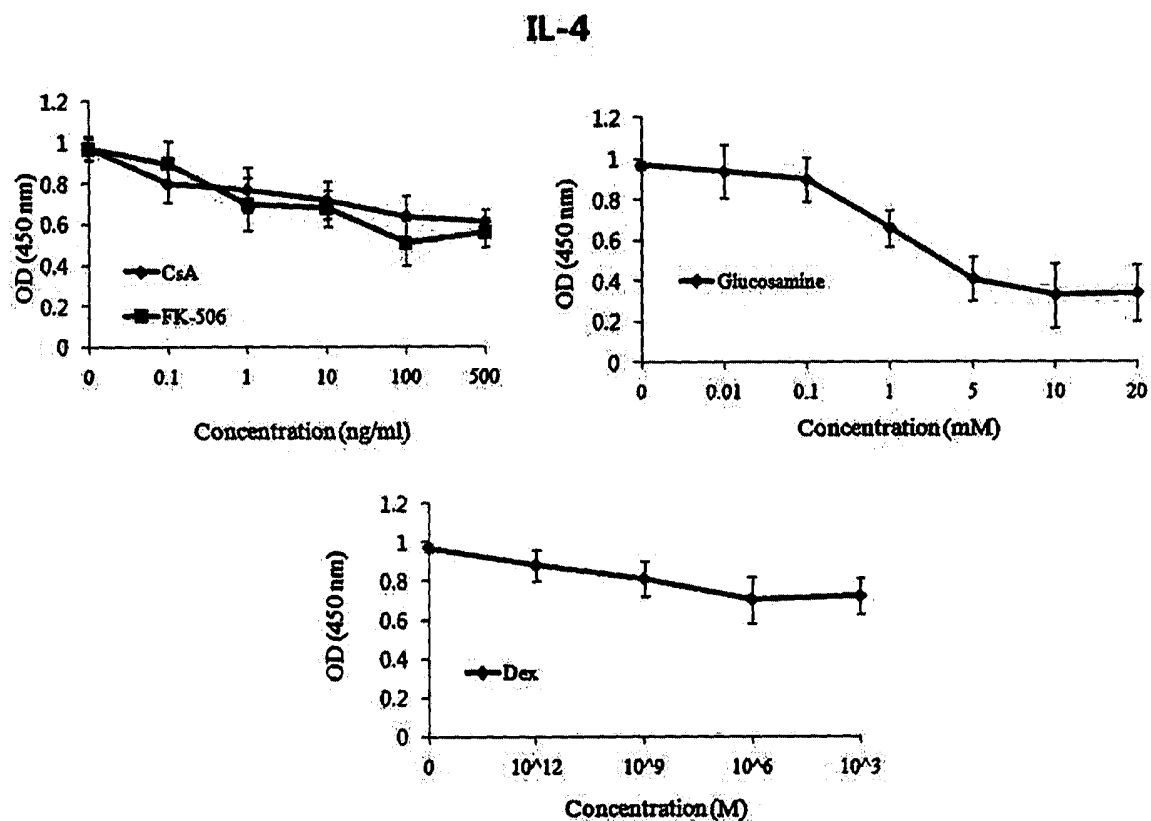 IL-4
1.2
1
0.8
0.6
0.4
0.2
0
OD (450 nm)
CsA
FK-506
0 0.1 1 10 100 500
Concentration (ng/ml)
1.2
1
0.8
0.6
0.4
0.2
0
OD (450 nm)
Glucosamine
0 0.01 0.1 1 5 10 20
Concentration (mM)
1.2
1
0.8
0.6
0.4
0.2
0
OD (450 nm)
Dex
0 10^12 10^9 10^6 10^3
Concentration (M)